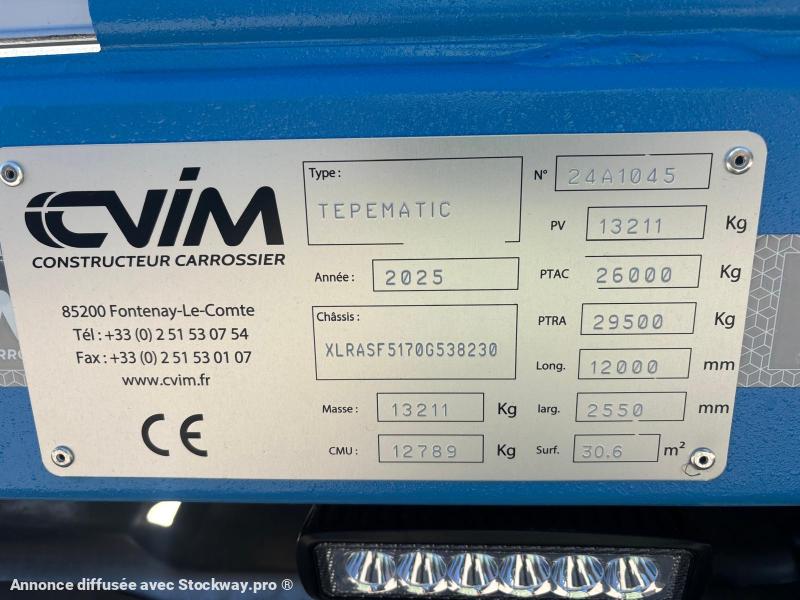 CVIM
CONSTRUCTEUR CARROSSIER
85200 Fontenay-Le-Comte
Tél : +33 (0) 2 51 53 07 54
Fax : +33 (0) 2 51 53 01 07
www.cvim.fr
CE
Type :
TEPEMATIC
Année : 2025
Châssis :
XLRASF5170G538230
Masse : 13211 Kg
CMU : 12789 Kg
N° 24A1045
PV 13211 Kg
PTAC 26000 Kg
PTRA 29500 Kg
Long. 12000 mm
larg. 2550 mm
Surf. 30.6 m²
Annonce diffusée avec Stockway.pro ®